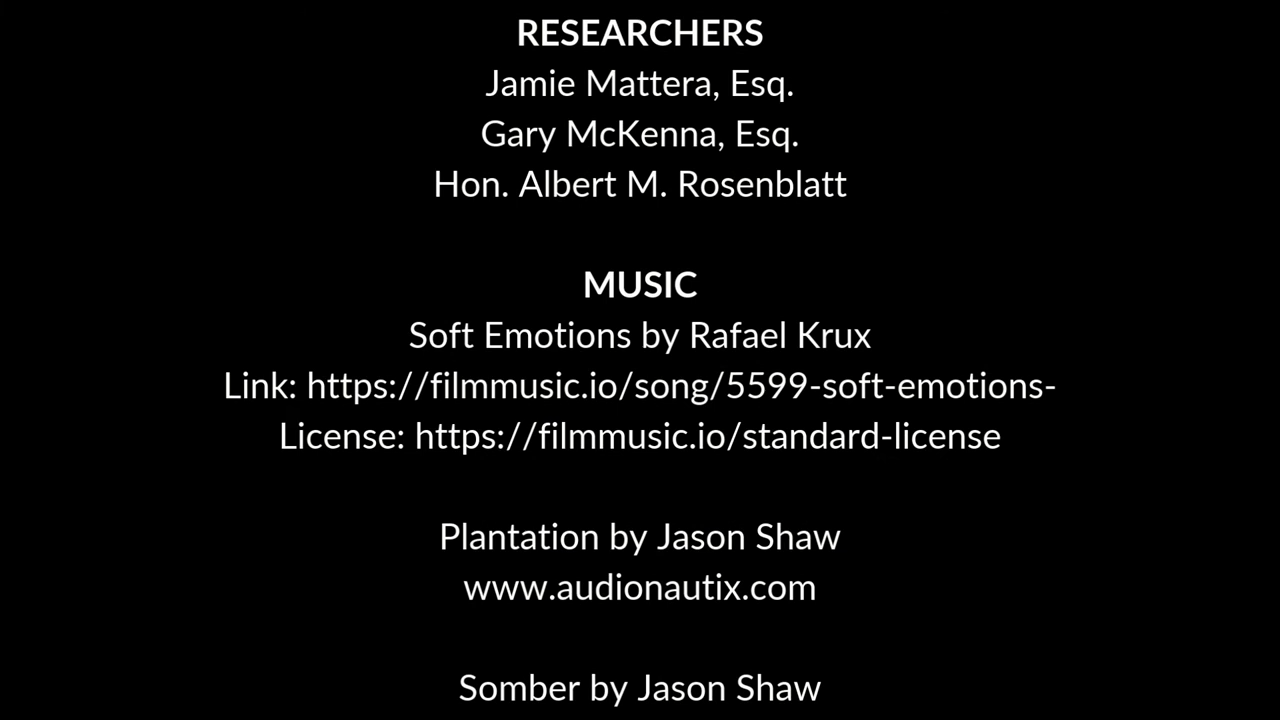 RESEARCHERS
Jamie Mattera, Esq.
Gary McKenna, Esq.
Hon. Albert M. Rosenblatt
MUSIC
Soft Emotions by Rafael Krux
Link: https://filmmusic.io/song/5599-soft-emotions-
License: https://filmmusic.io/standard-license
Plantation by Jason Shaw
www.audionautix.com
Somber by Jason Shaw